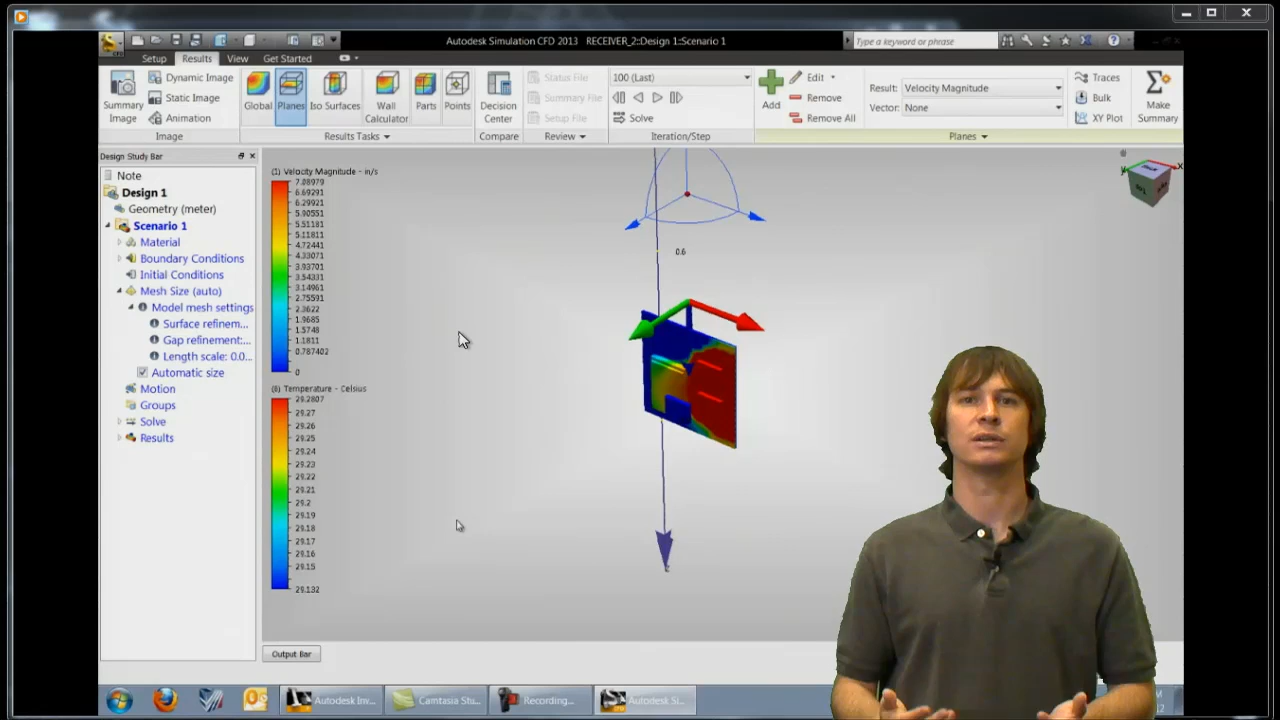 Autodesk Simulation CFD 2013 RECEIVER_2::Design 1::Scenario 1
Type a keyword or phrase
Setup Results View Get Started
Summary Image
Dynamic Image
Static Image
Animation
Image
Global Planes Iso Surfaces Wall Calculator Parts Points
Results Tasks
Decision Center
Compare
Status File
Summary File
Setup File
Review
100 (Last)
Solve
Iteration/Step
Add
Edit
Remove
Remove All
Result: Velocity Magnitude
Vector: None
Planes
Traces
Bulk
XY Plot
Make Summary
Design Study Bar
Note
Design 1
Geometry (meter)
Scenario 1
Material
Boundary Conditions
Initial Conditions
Mesh Size (auto)
Model mesh settings
Surface refinem...
Gap refinement:...
Length scale: 0.0...
Automatic size
Motion
Groups
Solve
Results
(1) Velocity Magnitude - in/s
7.08979
6.69291
6.29921
5.90551
5.51181
5.11811
4.72441
4.33071
3.93701
3.54331
3.14961
2.75591
2.3622
1.9685
1.5748
1.1811
0.787402
0
Temperature - Celsius
29.2807
29.27
29.26
29.25
29.24
29.23
29.22
29.21
29.2
29.19
29.18
29.17
29.16
29.15
29.132
0.6
Y
X
Z
Output Bar
Autodesk Inv... Camtasia Stu... Recording... Autodesk Si...